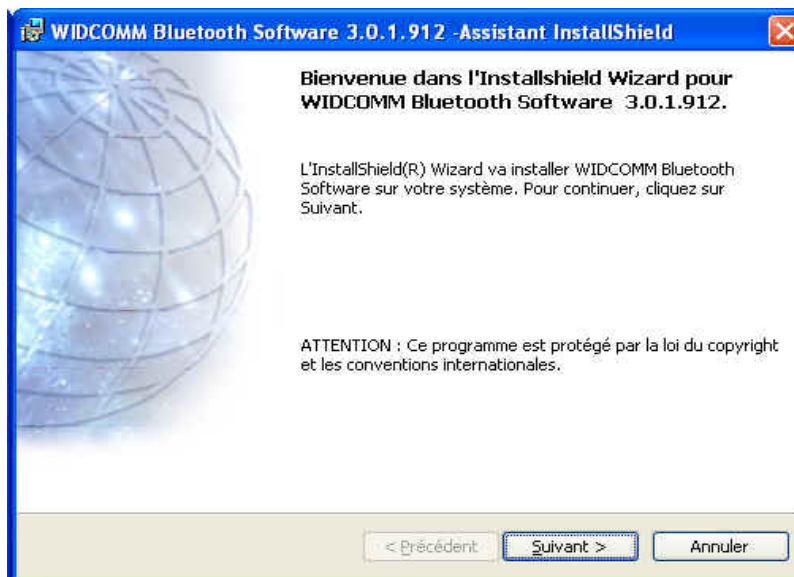 WIDCOMM Bluetooth Software 3.0.1.912 -Assistant InstallShield
Bienvenue dans l'Installshield Wizard pour
WIDCOMM Bluetooth Software 3.0.1.912.
L'InstallShield(R) Wizard va installer WIDCOMM Bluetooth
Software sur votre système. Pour continuer, cliquez sur
Suivant.
ATTENTION : Ce programme est protégé par la loi du copyright
et les conventions internationales.
< Précédent
Suivant >
Annuler